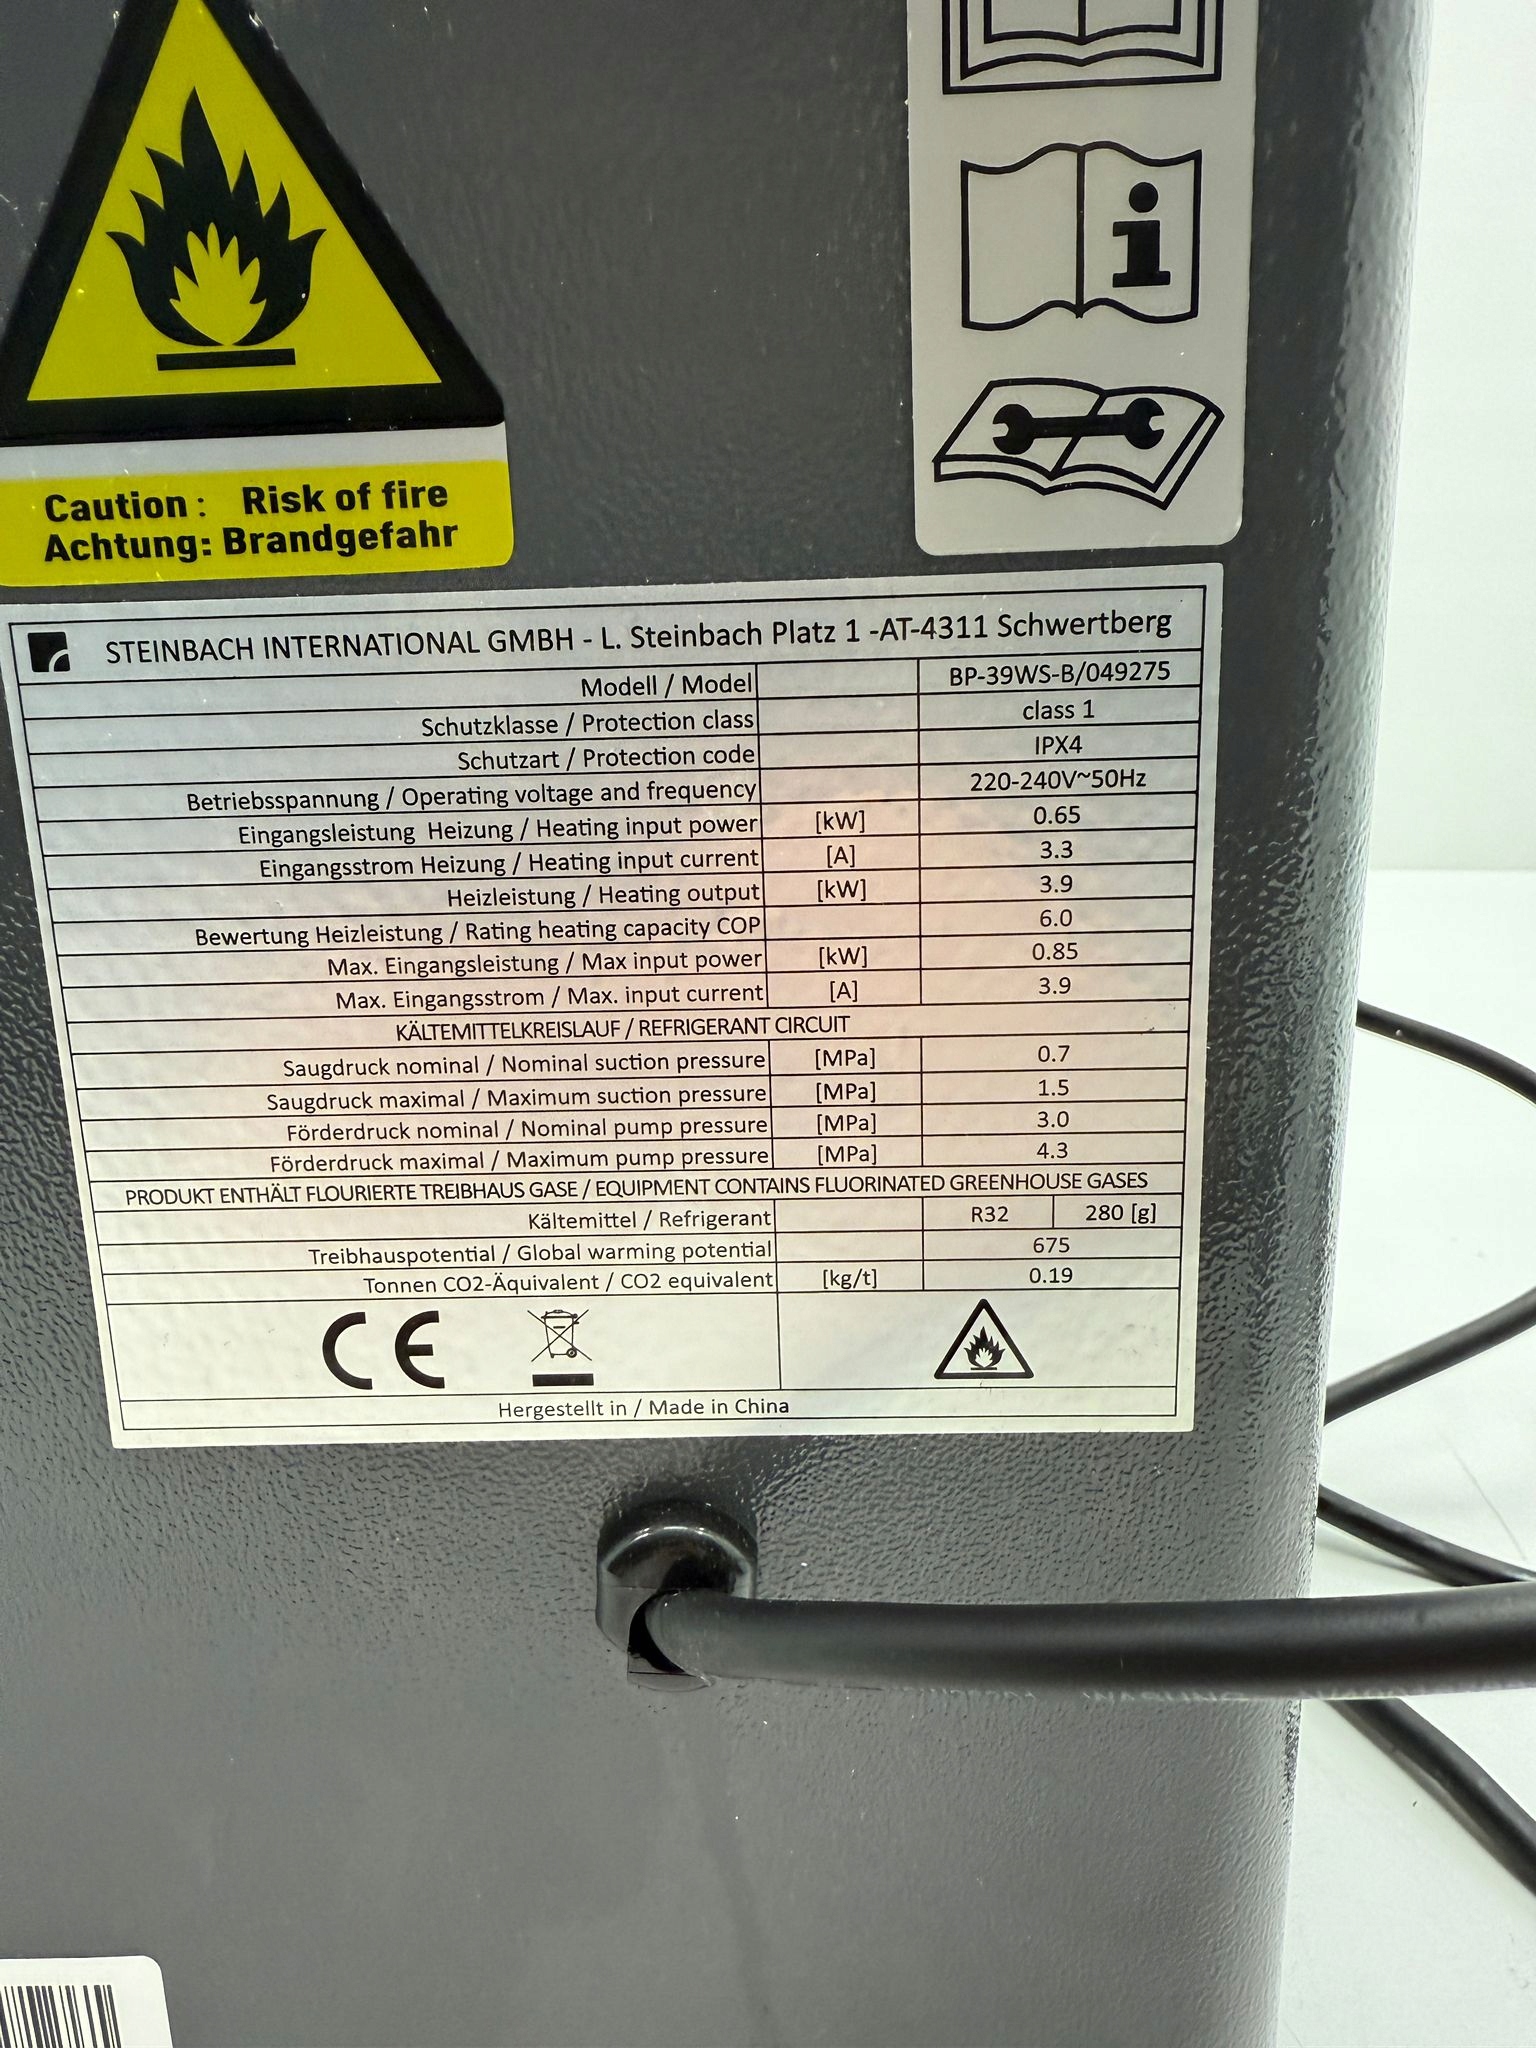 Caution: Risk of fire
Achtung: Brandgefahr
STEINBACH INTERNATIONAL GMBH - L. Steinbach Platz 1 -AT-4311 Schwertberg
Modell / Model BP-39WS-B/049275
Schutzklasse / Protection class class 1
Schutzart / Protection code IPX4
Betriebsspannung / Operating voltage and frequency 220-240V~50Hz
Eingangsleistung Heizung / Heating input power [kW] 0.65
Eingangsstrom Heizung / Heating input current [A] 3.3
Heizleistung / Heating output [kW] 3.9
Bewertung Heizleistung / Rating heating capacity COP 6.0
Max. Eingangsleistung / Max input power [kW] 0.85
Max. Eingangsstrom / Max. input current [A] 3.9
KÄLTEMITTELKREISLAUF / REFRIGERANT CIRCUIT
Saugdruck nominal / Nominal suction pressure [MPa] 0.7
Saugdruck maximal / Maximum suction pressure [MPa] 1.5
Förderdruck nominal / Nominal pump pressure [MPa] 3.0
Förderdruck maximal / Maximum pump pressure [MPa] 4.3
PRODUKT ENTHÄLT FLOURIERTE TREIBHAUS GASE / EQUIPMENT CONTAINS FLUORINATED GREENHOUSE GASES
Kältemittel / Refrigerant R32 280 [g]
Treibhauspotential / Global warming potential 675
Tonnen CO2-Äquivalent / CO2 equivalent [kg/t] 0.19
CE
Hergestellt in / Made in China